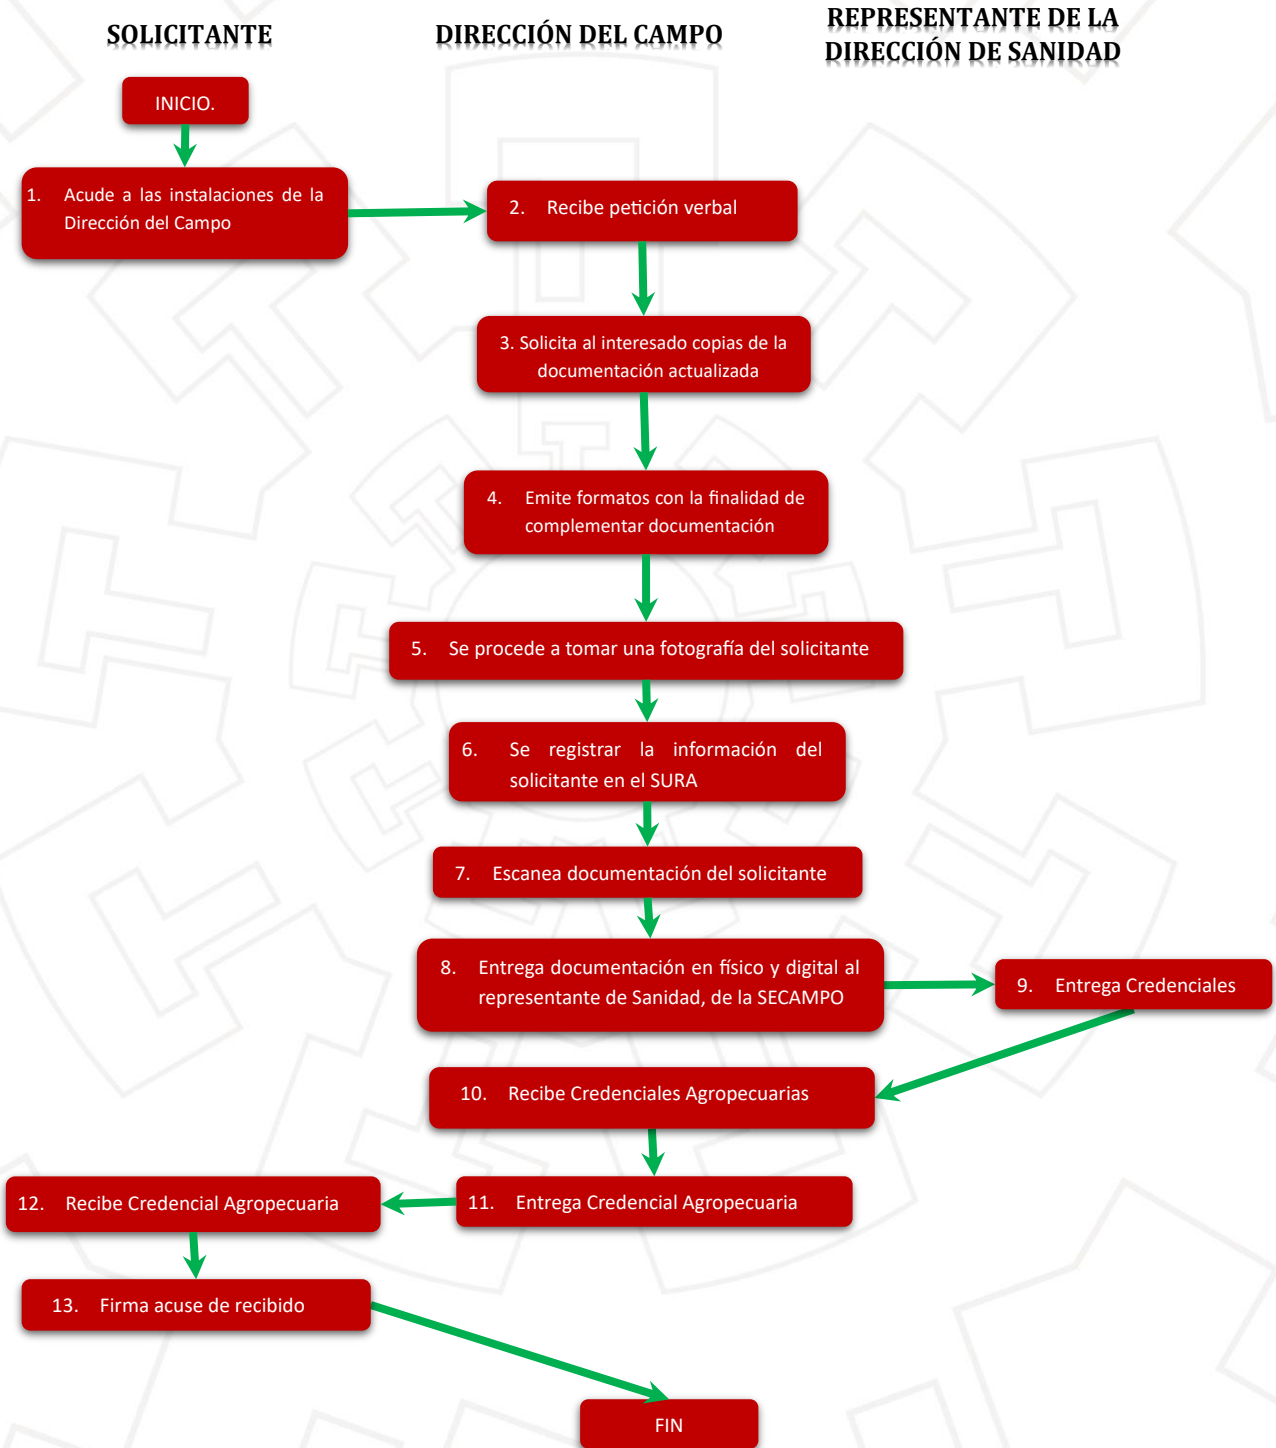 SOLICITANTE
DIRECCIÓN DEL CAMPO
REPRESENTANTE DE LA
DIRECCIÓN DE SANIDAD
INICIO.
1. Acude a las instalaciones de la
Dirección del Campo
2. Recibe petición verbal
3. Solicita al interesado copias de la
documentación actualizada
4. Emite formatos con la finalidad de
complementar documentación
5. Se procede a tomar una fotografía del solicitante
6. Se registrar la información del
solicitante en el SURA
7. Escanea documentación del solicitante
8. Entrega documentación en físico y digital al
representante de Sanidad, de la SECAMPO
9. Entrega Credenciales
10. Recibe Credenciales Agropecuarias
11. Entrega Credencial Agropecuaria
12. Recibe Credencial Agropecuaria
13. Firma acuse de recibido
FIN